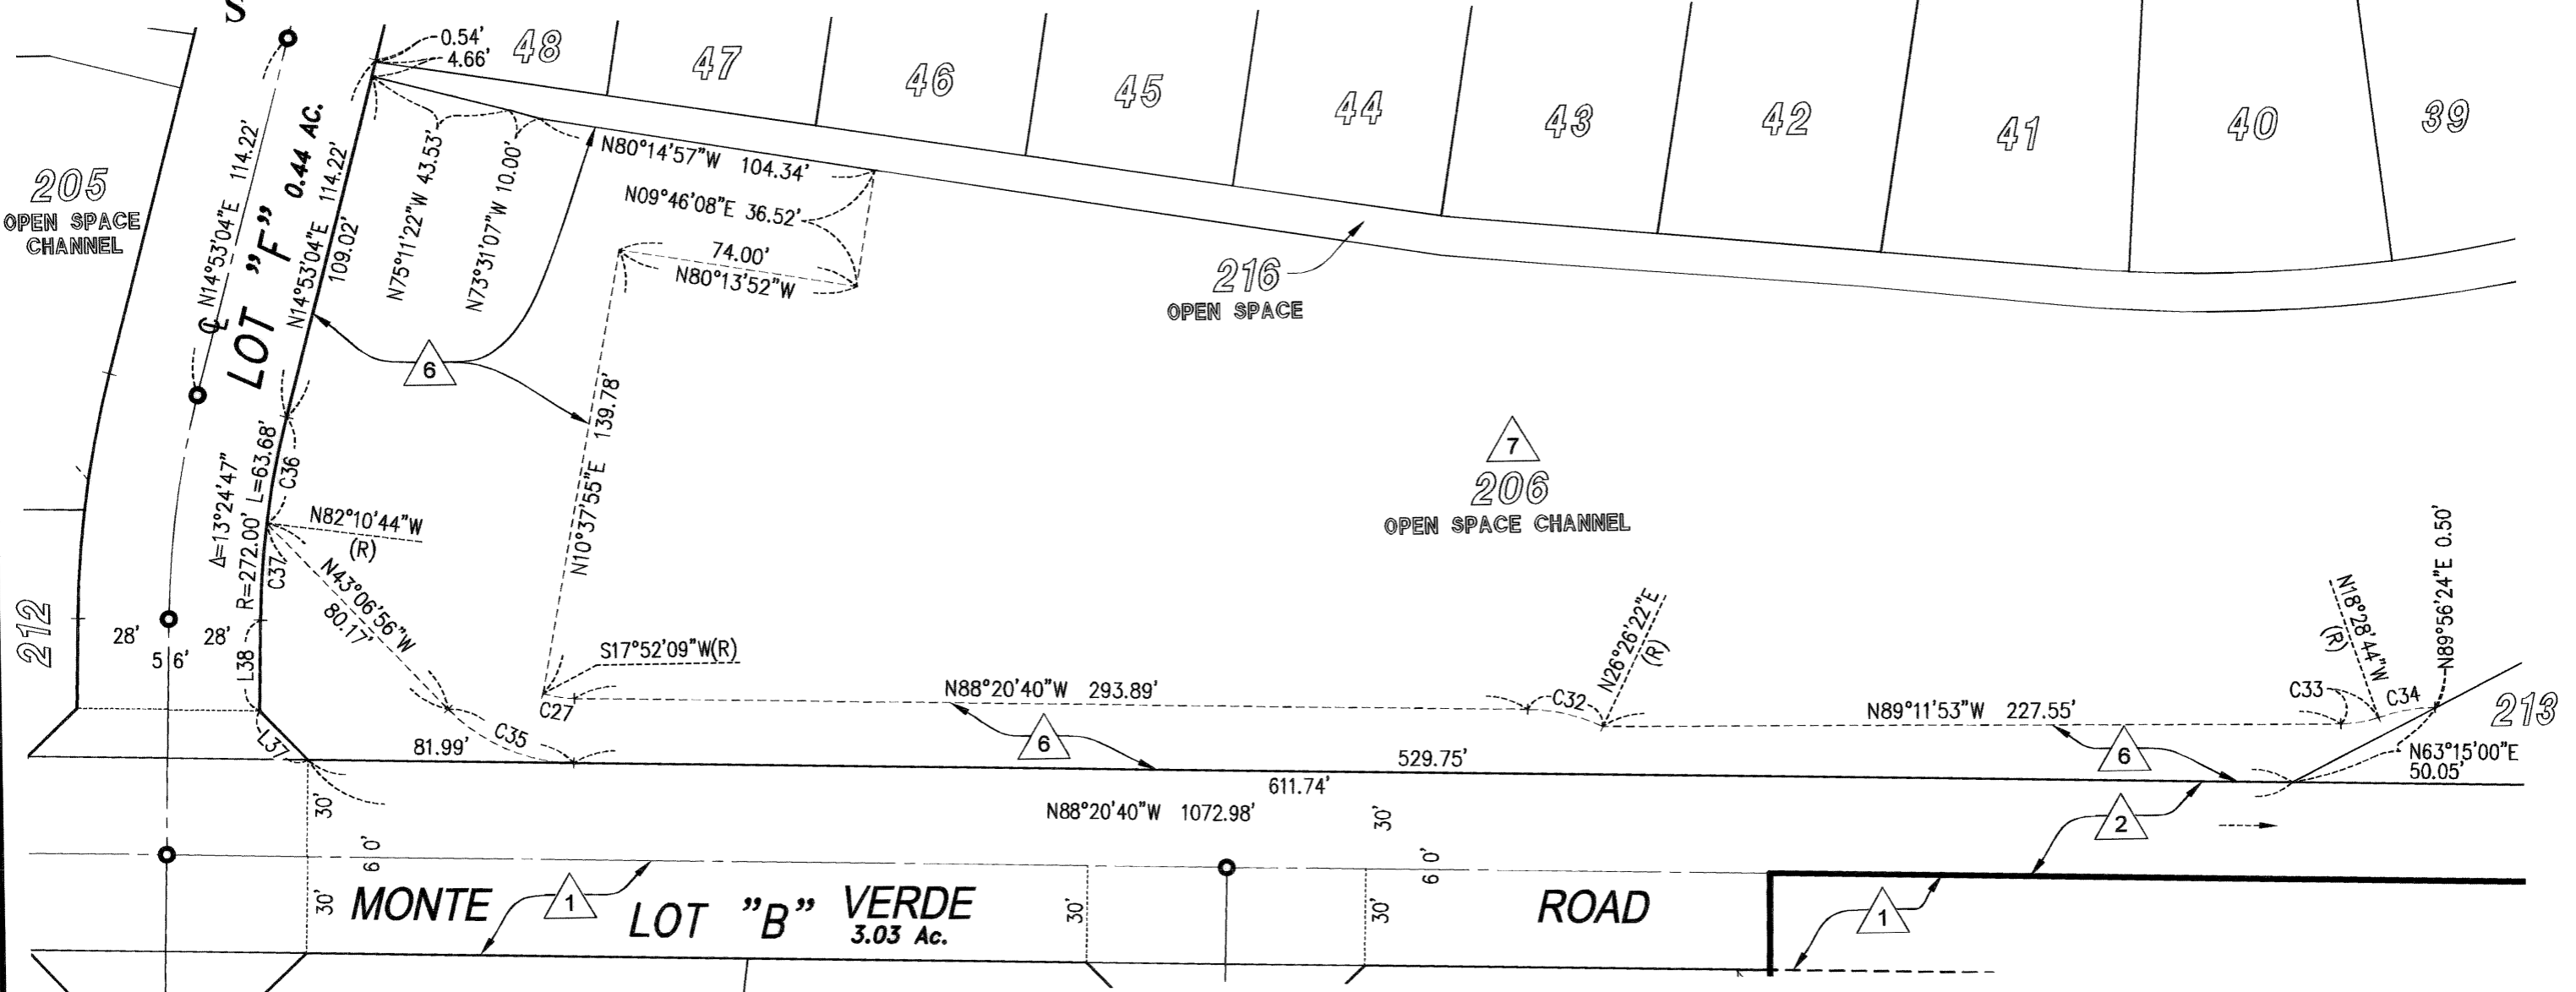 S
0.54'
4.66'
48
47
46
45
44
43
42
41
40
39
205
OPEN SPACE
CHANNEL
N14°53'04"E 114.22'
℄
LOT "F" 0.44 AC.
N14°53'04"E 114.22'
109.02'
N75°11'22"W 43.53'
N73°31'07"W 10.00'
N80°14'57"W 104.34'
N09°46'08"E 36.52'
74.00'
N80°13'52"W
216
OPEN SPACE
6
N10°37'55"E 139.78'
7
206
OPEN SPACE CHANNEL
Δ=13°24'47"
R=272.00' L=63.68'
C36
C37
N82°10'44"W
(R)
N43°06'56"W
80.17'
212
28'
28'
56'
L38
L37
S17°52'09"W(R)
C27
C35
81.99'
N88°20'40"W 293.89'
6
C32
N26°26'22"E
(R)
N89°11'53"W 227.55'
6
C33
C34
N18°28'44"W
(R)
N89°56'24"E 0.50'
213
N63°15'00"E
50.05'
529.75'
611.74'
N88°20'40"W 1072.98'
30'
60'
30'
30'
60'
30'
30'
2
1
1
MONTE VERDE ROAD
LOT "B"
3.03 Ac.